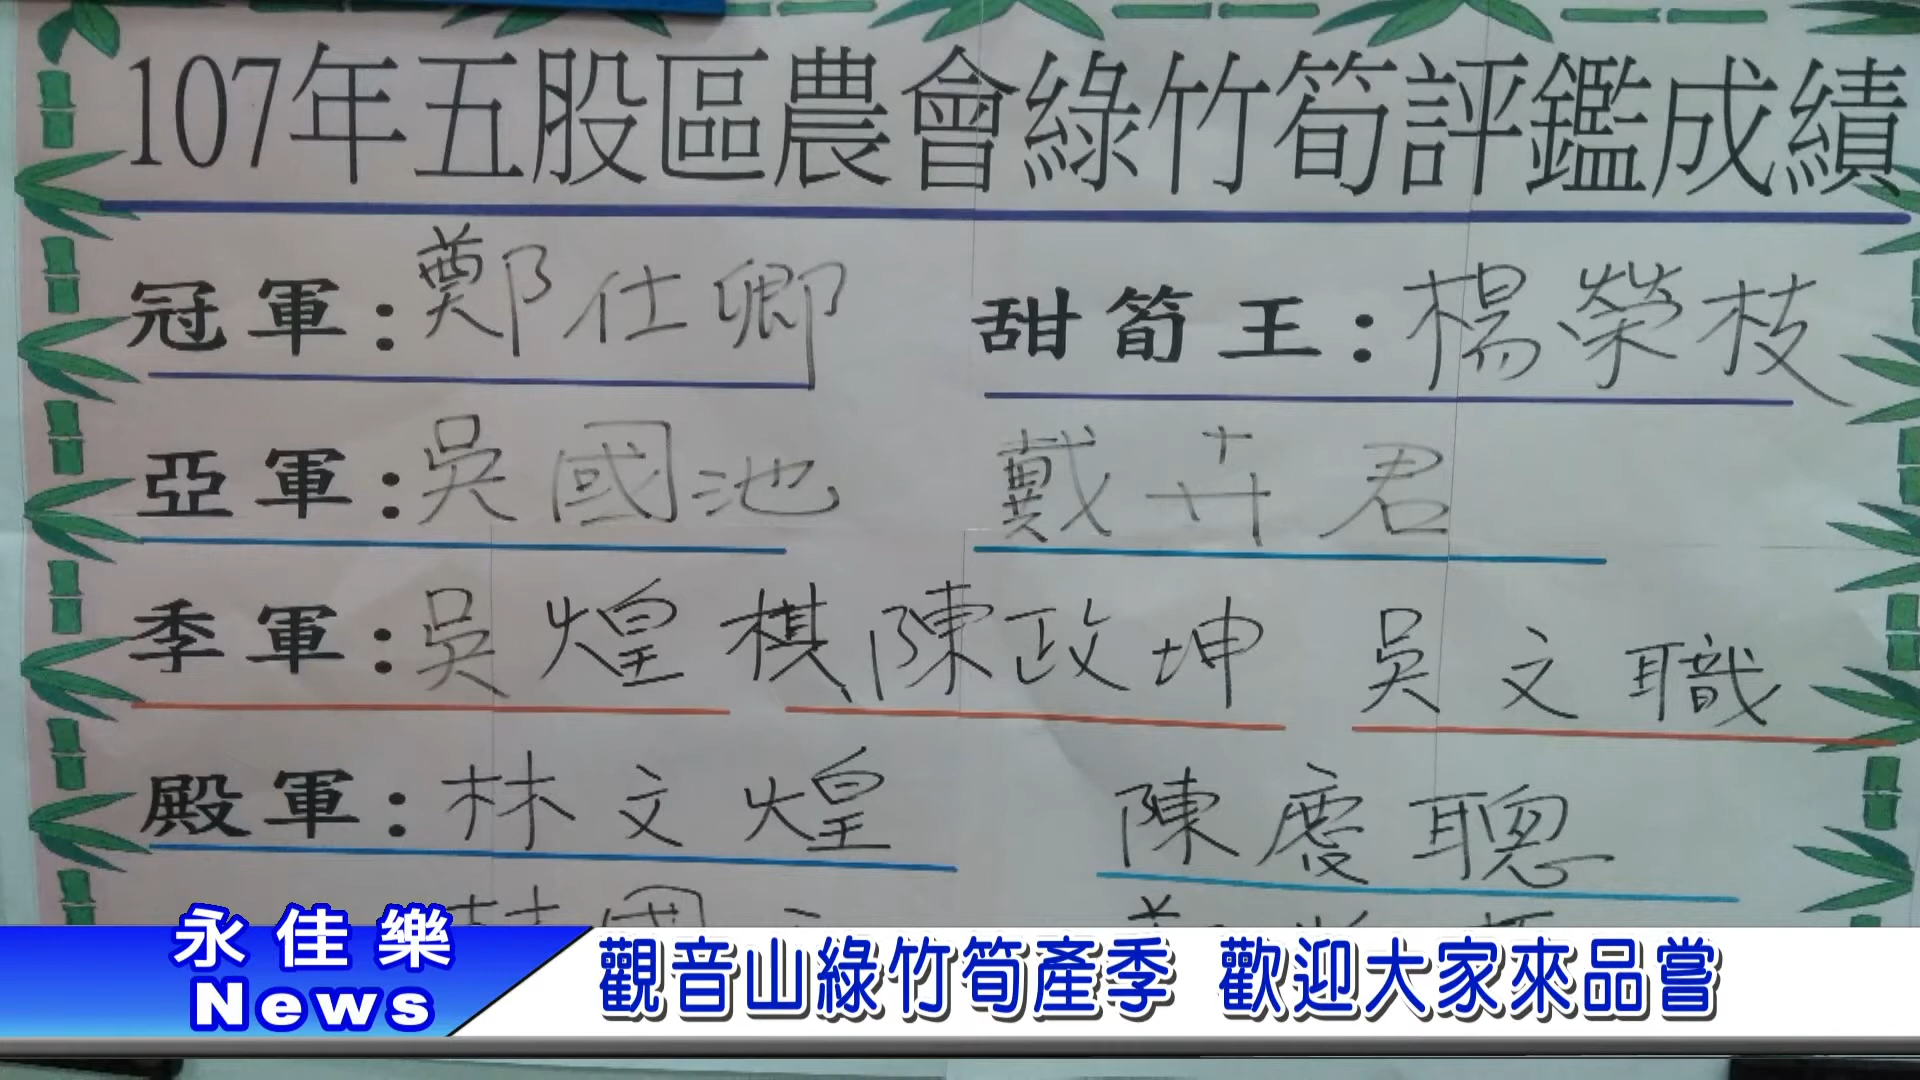 107年五股區農會綠竹筍評鑑成績
冠軍:鄭仕卿 甜筍王:楊榮枝
亞軍:吳國池 戴卉君
季軍:吳煌棋 陳政坤 吳文職
殿軍:林文煌 陳慶聰
永佳樂 觀音山綠竹筍產季 歡迎大家來品嘗
News